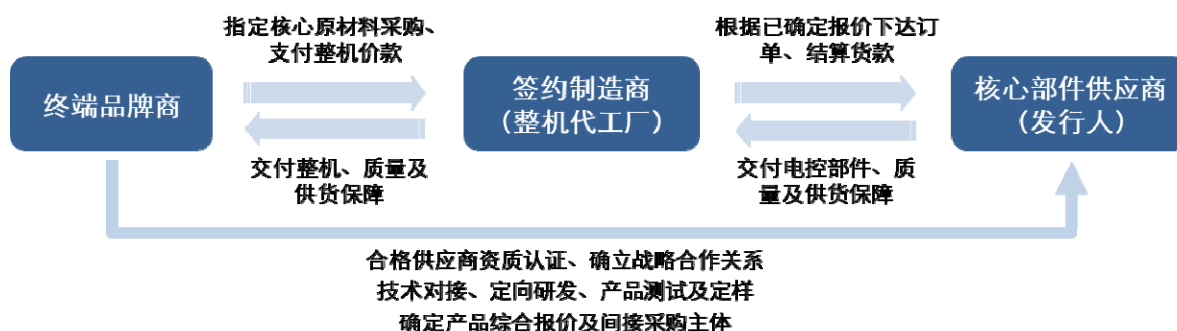 指定核心原材料采购、
支付整机价款
根据已确定报价下达订
单、结算货款
终端品牌商
签约制造商
（整机代工厂）
核心部件供应商
（发行人）
交付整机、质量及
供货保障
交付电控部件、质
量及供货保障
合格供应商资质认证、确立战略合作关系
技术对接、定向研发、产品测试及定样
确定产品综合报价及间接采购主体